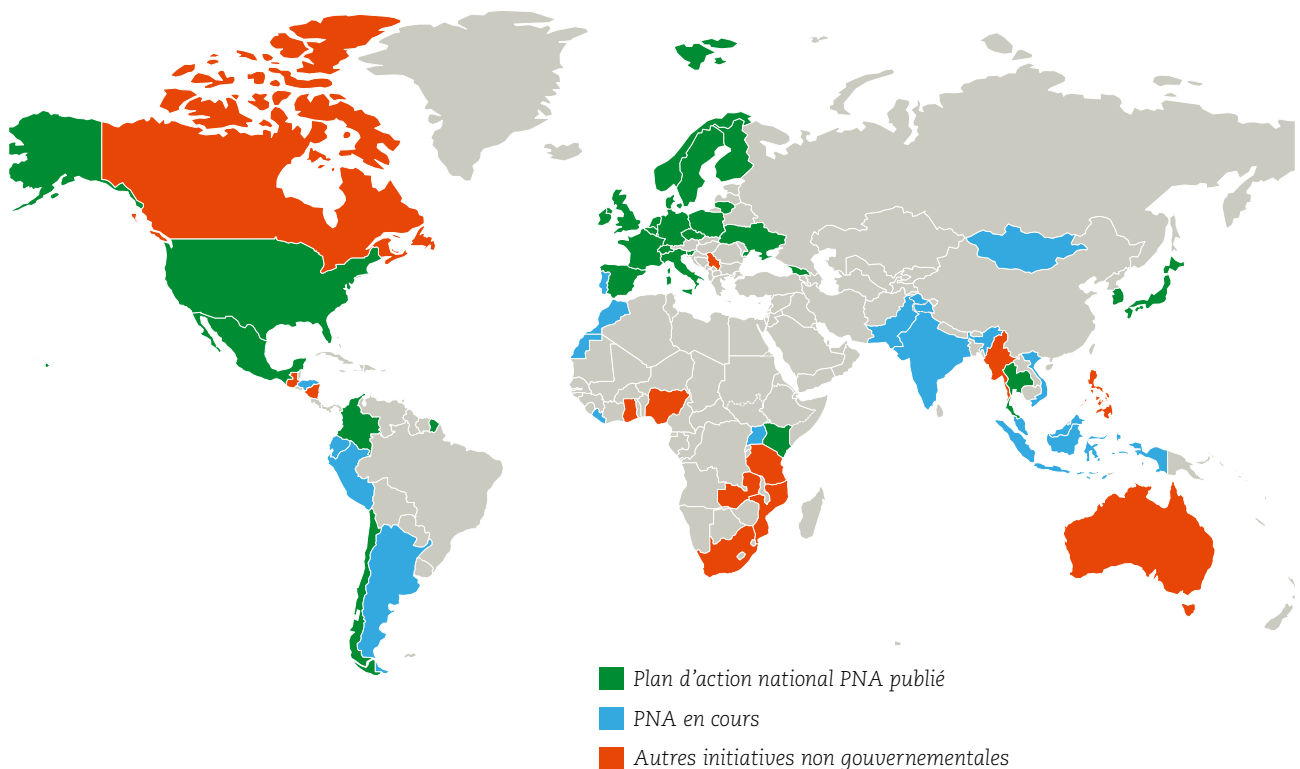 Plan d’action national PNA publié
PNA en cours
Autres initiatives non gouvernementales